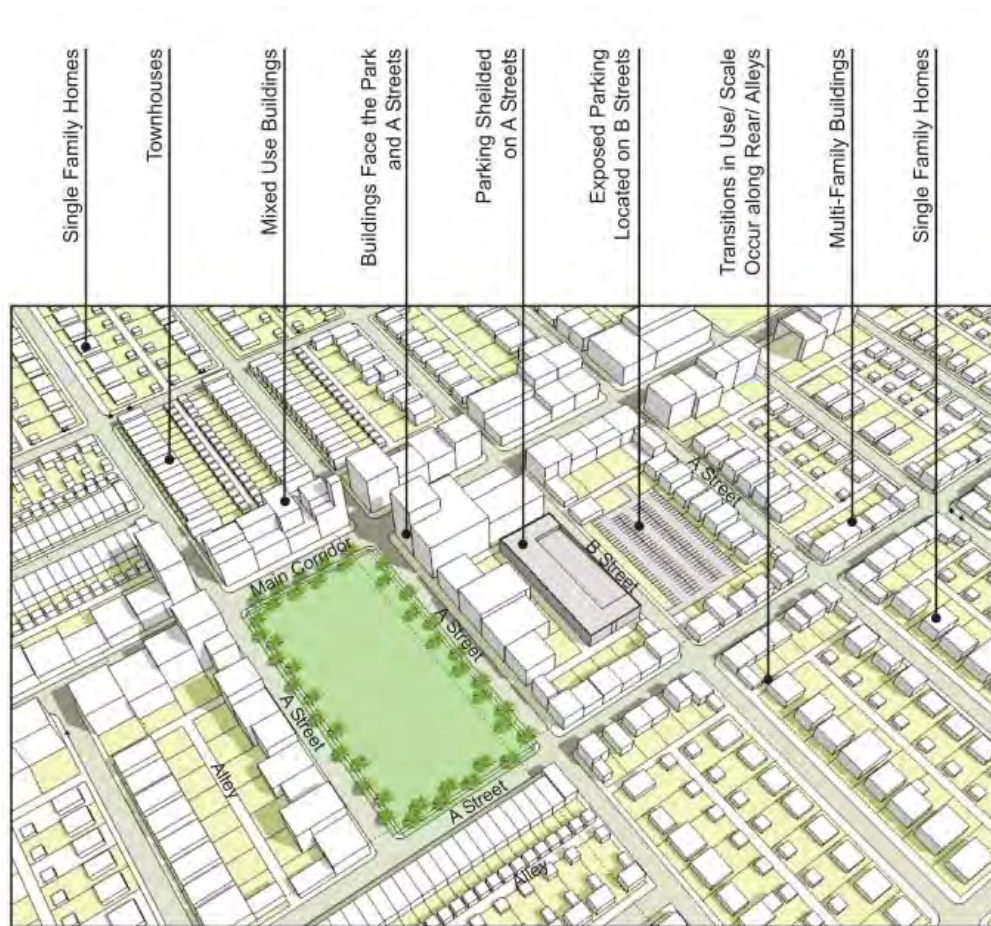 Single Family Homes
Townhouses
Mixed Use Buildings
Buildings Face the Park
and A Streets
Parking Sheilded
on A Streets
Exposed Parking
Located on B Streets
Transitions in Use/ Scale
Occur along Rear/ Alleys
Multi-Family Buildings
Single Family Homes
Main Corridor
A Street
B Street
A Street
A Street
Alley
A Street
Alley